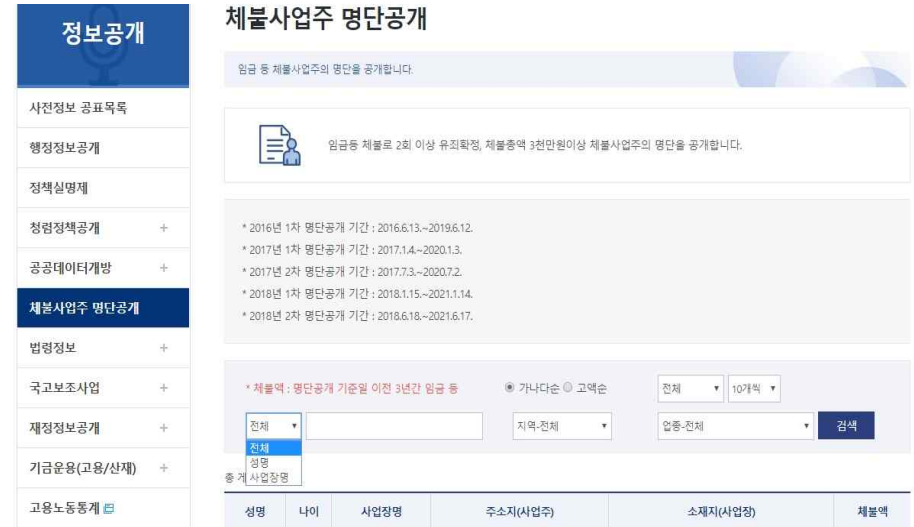 정보공개
사전정보 공표목록
행정정보공개
정책실명제
청렴정책공개 +
공공데이터개방 +
체불사업주 명단공개
법령정보 +
국고보조사업 +
재정정보공개 +
기금운용(고용/산재) +
고용노동통계
체불사업주 명단공개
임금 등 체불사업주의 명단을 공개합니다.
임금등 체불로 2회 이상 유죄확정, 체불총액 3천만원이상 체불사업주의 명단을 공개합니다.
* 2016년 1차 명단공개 기간 : 2016.6.13.~2019.6.12.
* 2017년 1차 명단공개 기간 : 2017.1.4.~2020.1.3.
* 2017년 2차 명단공개 기간 : 2017.7.3.~2020.7.2.
* 2018년 1차 명단공개 기간 : 2018.1.15.~2021.1.14.
* 2018년 2차 명단공개 기간 : 2018.6.18.~2021.6.17.
* 체불액 : 명단공개 기준일 이전 3년간 임금 등 가나다순 고액순 전체 10개씩
전체 지역-전체 업종-전체 검색
전체
성명
총 게 사업장명
성명 나이 사업장명 주소지(사업주) 소재지(사업장) 체불액